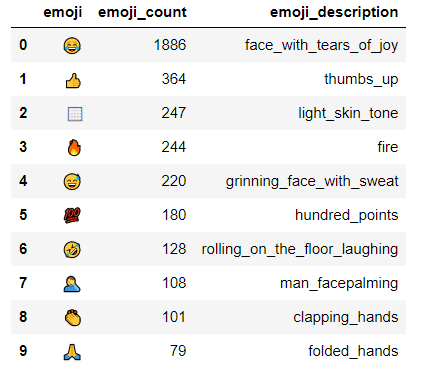 emoji emoji_count emoji_description
0 😂 1886 face_with_tears_of_joy
1 👍 364 thumbs_up
2 🏻 247 light_skin_tone
3 🔥 244 fire
4 😅 220 grinning_face_with_sweat
5 💯 180 hundred_points
6 🤣 128 rolling_on_the_floor_laughing
7 🤦‍♂️ 108 man_facepalming
8 👏 101 clapping_hands
9 🙏 79 folded_hands